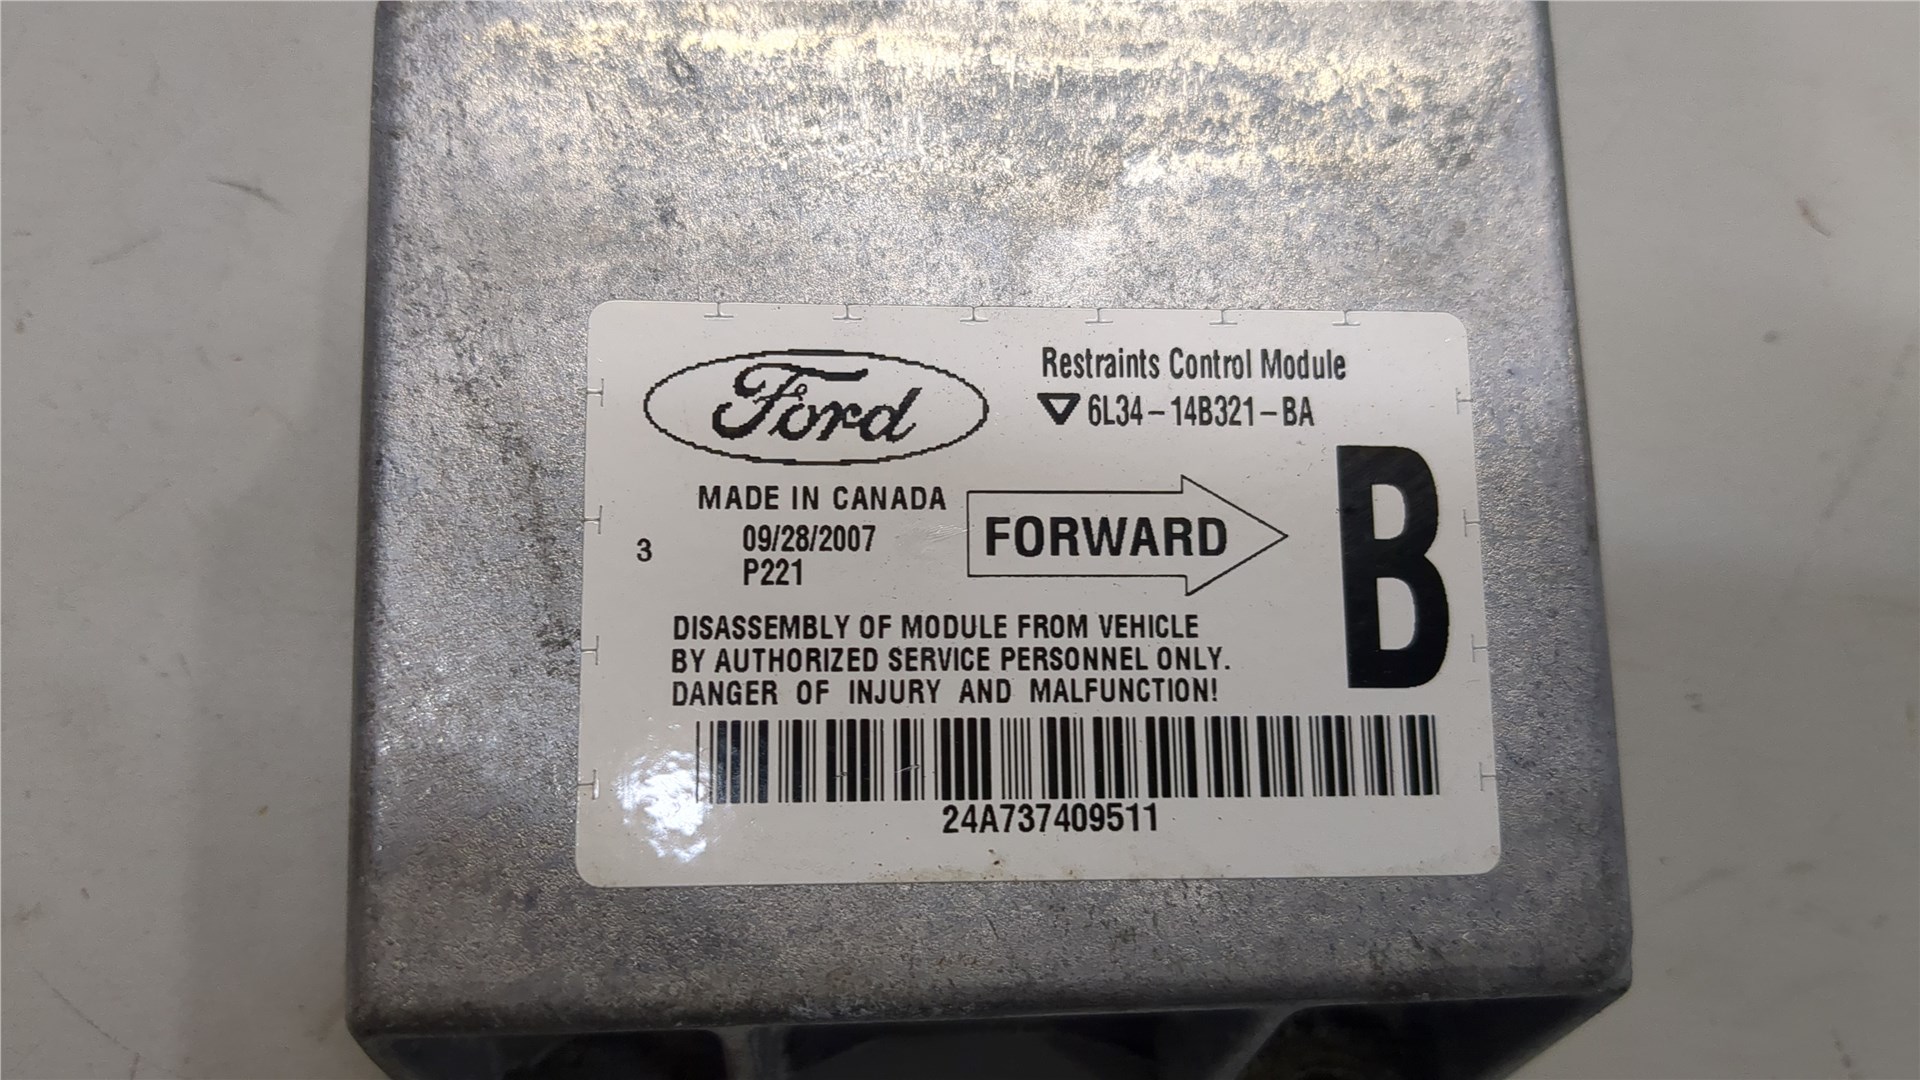 Ford
Restraints Control Module
6L34-14B321-BA
MADE IN CANADA
09/28/2007
3
P221
FORWARD
B
DISASSEMBLY OF MODULE FROM VEHICLE
BY AUTHORIZED SERVICE PERSONNEL ONLY.
DANGER OF INJURY AND MALFUNCTION!
24A737409511